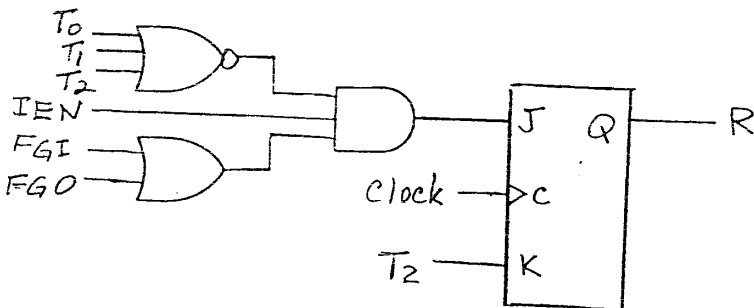 T0
T1
T2
IEN
FGI
FGO
J Q R
Clock C
T2 K